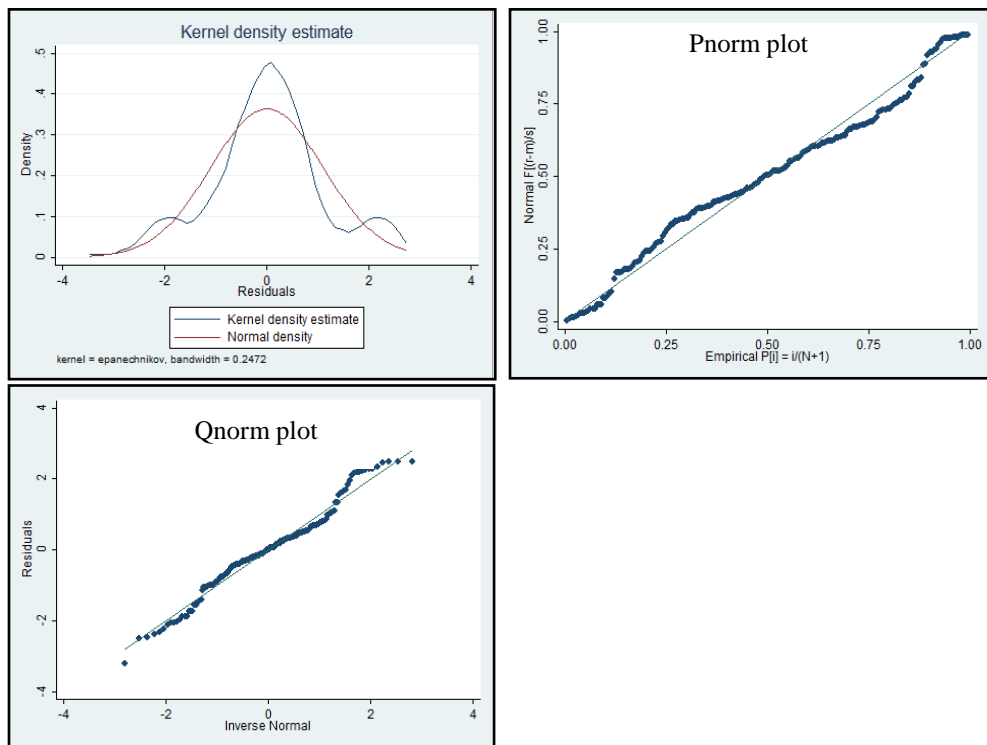 Kernel density estimate
Density
0
.1
.2
.3
.4
.5
-4
-2
0
2
4
Residuals
Kernel density estimate
Normal density
kernel = epanechnikov, bandwidth = 0.2472
Pnorm plot
Normal F[(r-m)/s]
0.00
0.25
0.50
0.75
1.00
0.00
0.25
0.50
0.75
1.00
Empirical P[i] = i/(N+1)
Qnorm plot
Residuals
-4
-2
0
2
4
-4
-2
0
2
4
Inverse Normal